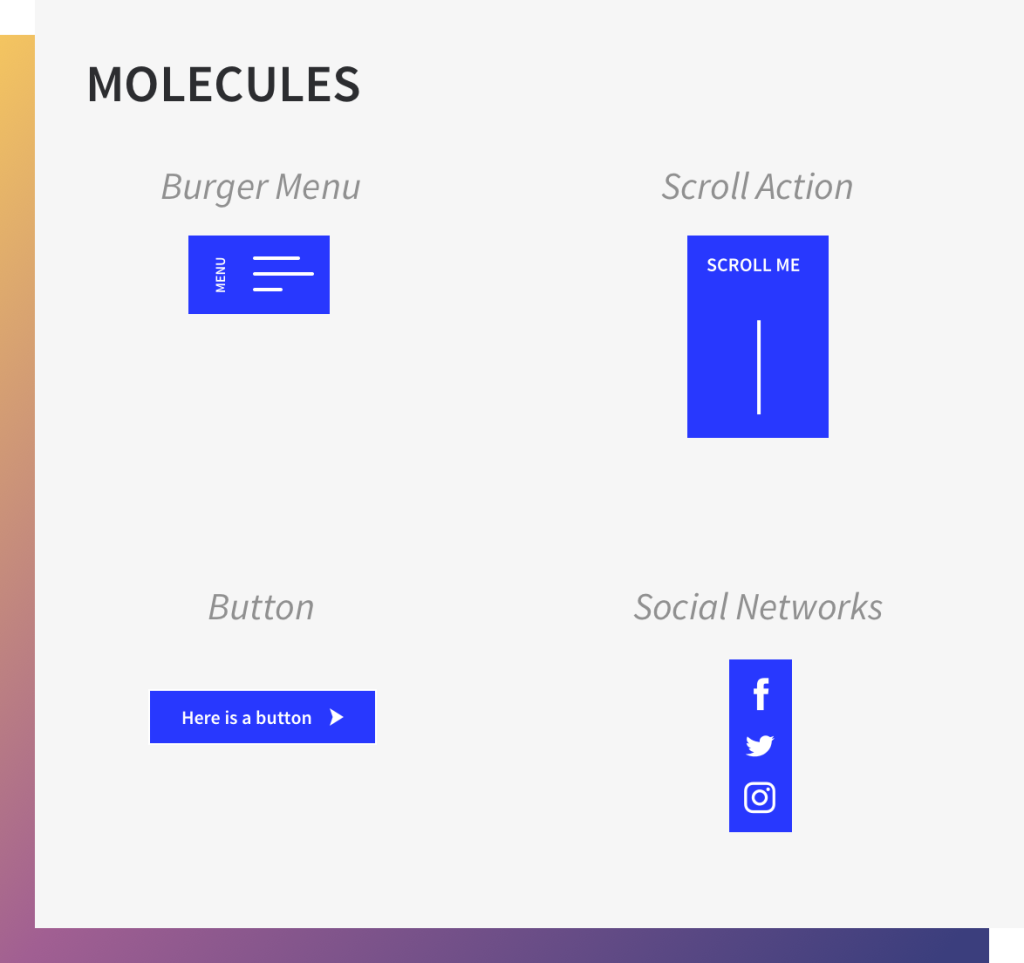 MOLECULES
Burger Menu
Scroll Action
MENU
SCROLL ME
Button
Social Networks
Here is a button